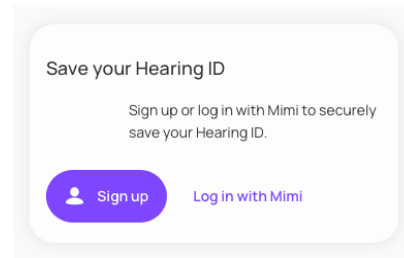 Save your Hearing ID
Sign up or log in with Mimi to securely
save your Hearing ID.
Sign up
Log in with Mimi